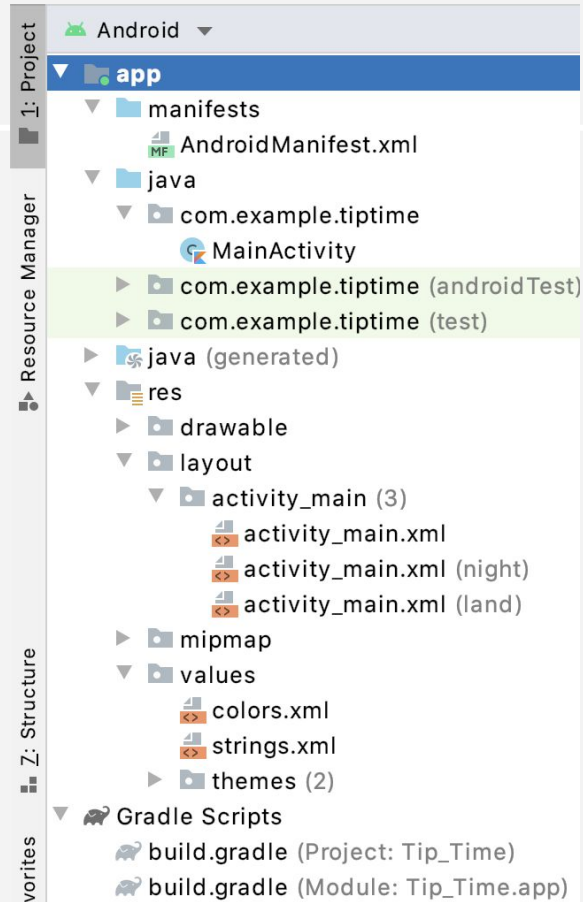 Android
app
manifests
MF AndroidManifest.xml
java
com.example.tiptime
MainActivity
com.example.tiptime (androidTest)
com.example.tiptime (test)
java (generated)
res
drawable
layout
activity_main (3)
<> activity_main.xml
<> activity_main.xml (night)
<> activity_main.xml (land)
mipmap
values
<> colors.xml
<> strings.xml
themes (2)
Gradle Scripts
build.gradle (Project: Tip_Time)
build.gradle (Module: Tip_Time.app)
1: Project
Resource Manager
Z: Structure
vorites